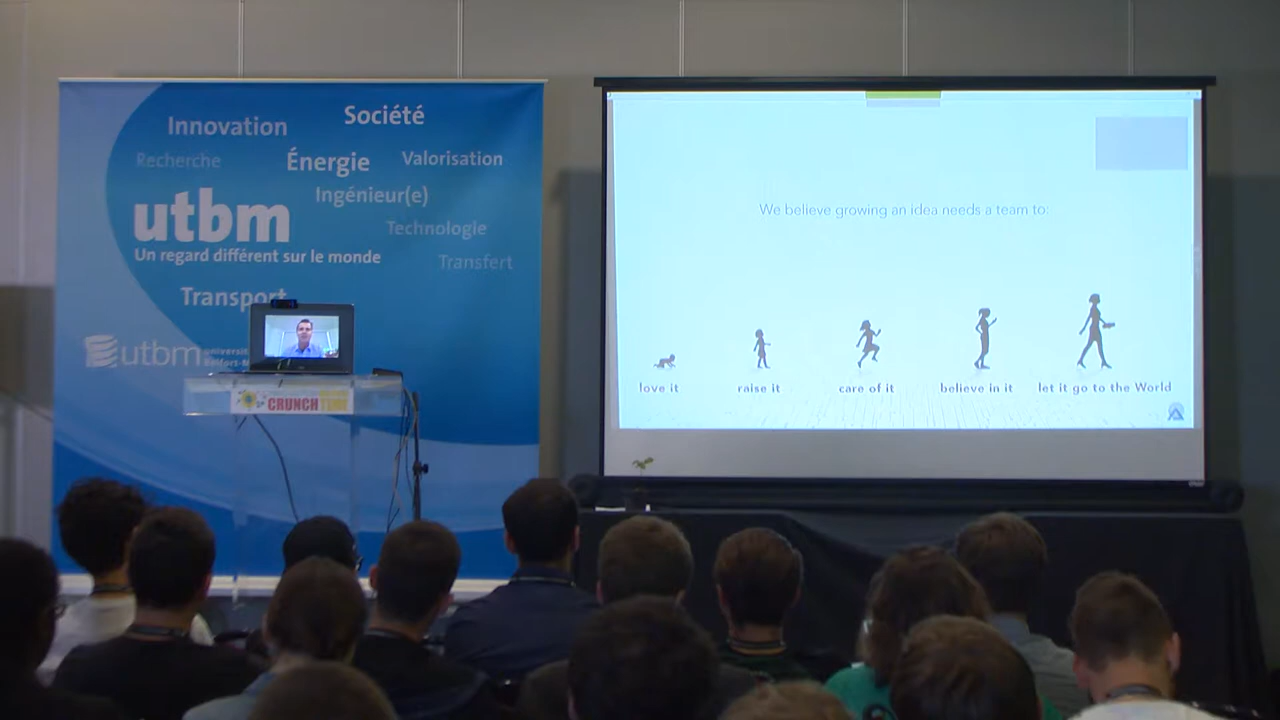 Innovation
Société
Recherche
Énergie
Valorisation
Ingénieur(e)
utbm
Technologie
Un regard différent sur le monde
Transfert
Transport
utbm
CRUNCH
We believe growing an idea needs a team to:
love it
raise it
care of it
believe in it
let it go to the World